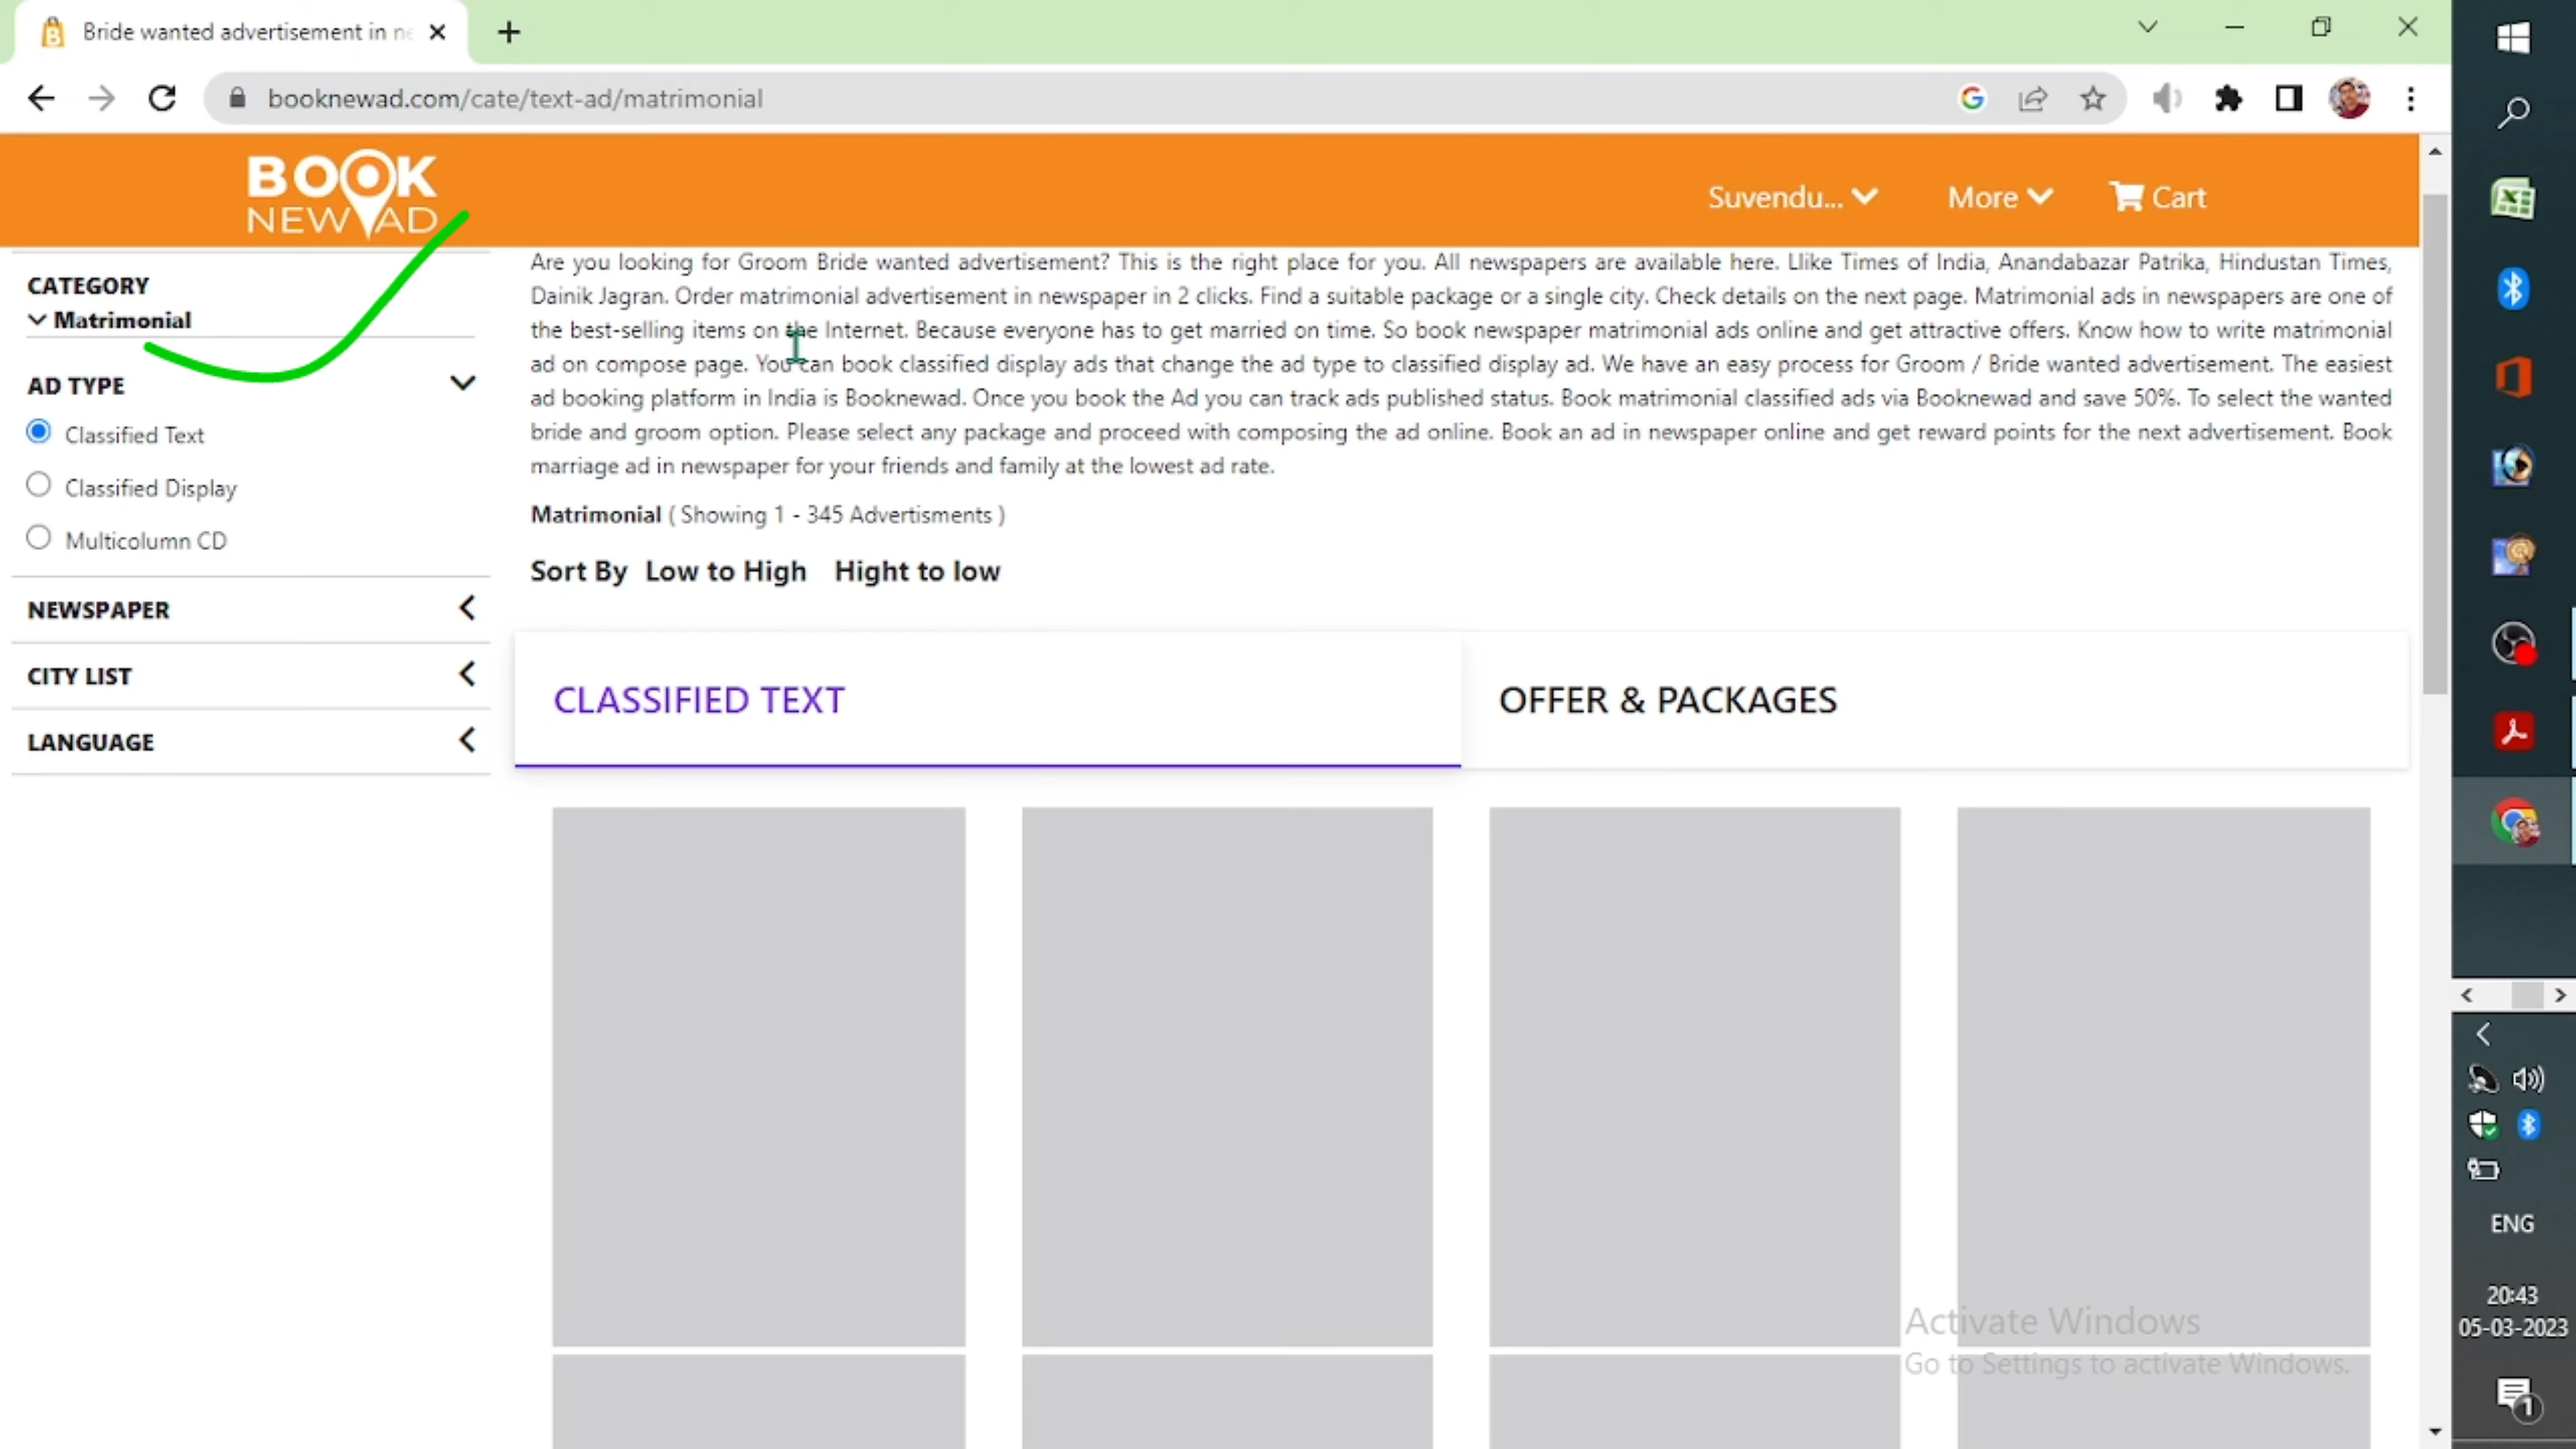 Bride wanted advertisement in ne
booknewad.com/cate/text-ad/matrimonial
BOOK
NEW AD
Suvendu...
More
Cart
CATEGORY
Matrimonial
AD TYPE
Classified Text
Classified Display
Multicolumn CD
NEWSPAPER
CITY LIST
LANGUAGE
Are you looking for Groom Bride wanted advertisement? This is the right place for you. All newspapers are available here. Llike Times of India, Anandabazar Patrika, Hindustan Times,
Dainik Jagran. Order matrimonial advertisement in newspaper in 2 clicks. Find a suitable package or a single city. Check details on the next page. Matrimonial ads in newspapers are one of
the best-selling items on the Internet. Because everyone has to get married on time. So book newspaper matrimonial ads online and get attractive offers. Know how to write matrimonial
ad on compose page. You can book classified display ads that change the ad type to classified display ad. We have an easy process for Groom / Bride wanted advertisement. The easiest
ad booking platform in India is Booknewad. Once you book the Ad you can track ads published status. Book matrimonial classified ads via Booknewad and save 50%. To select the wanted
bride and groom option. Please select any package and proceed with composing the ad online. Book an ad in newspaper online and get reward points for the next advertisement. Book
marriage ad in newspaper for your friends and family at the lowest ad rate.
Matrimonial ( Showing 1 - 345 Advertisments )
Sort By Low to High Hight to low
CLASSIFIED TEXT
OFFER & PACKAGES
Activate Windows
Go to Settings to activate Windows.
ENG
20:43
05-03-2023
1